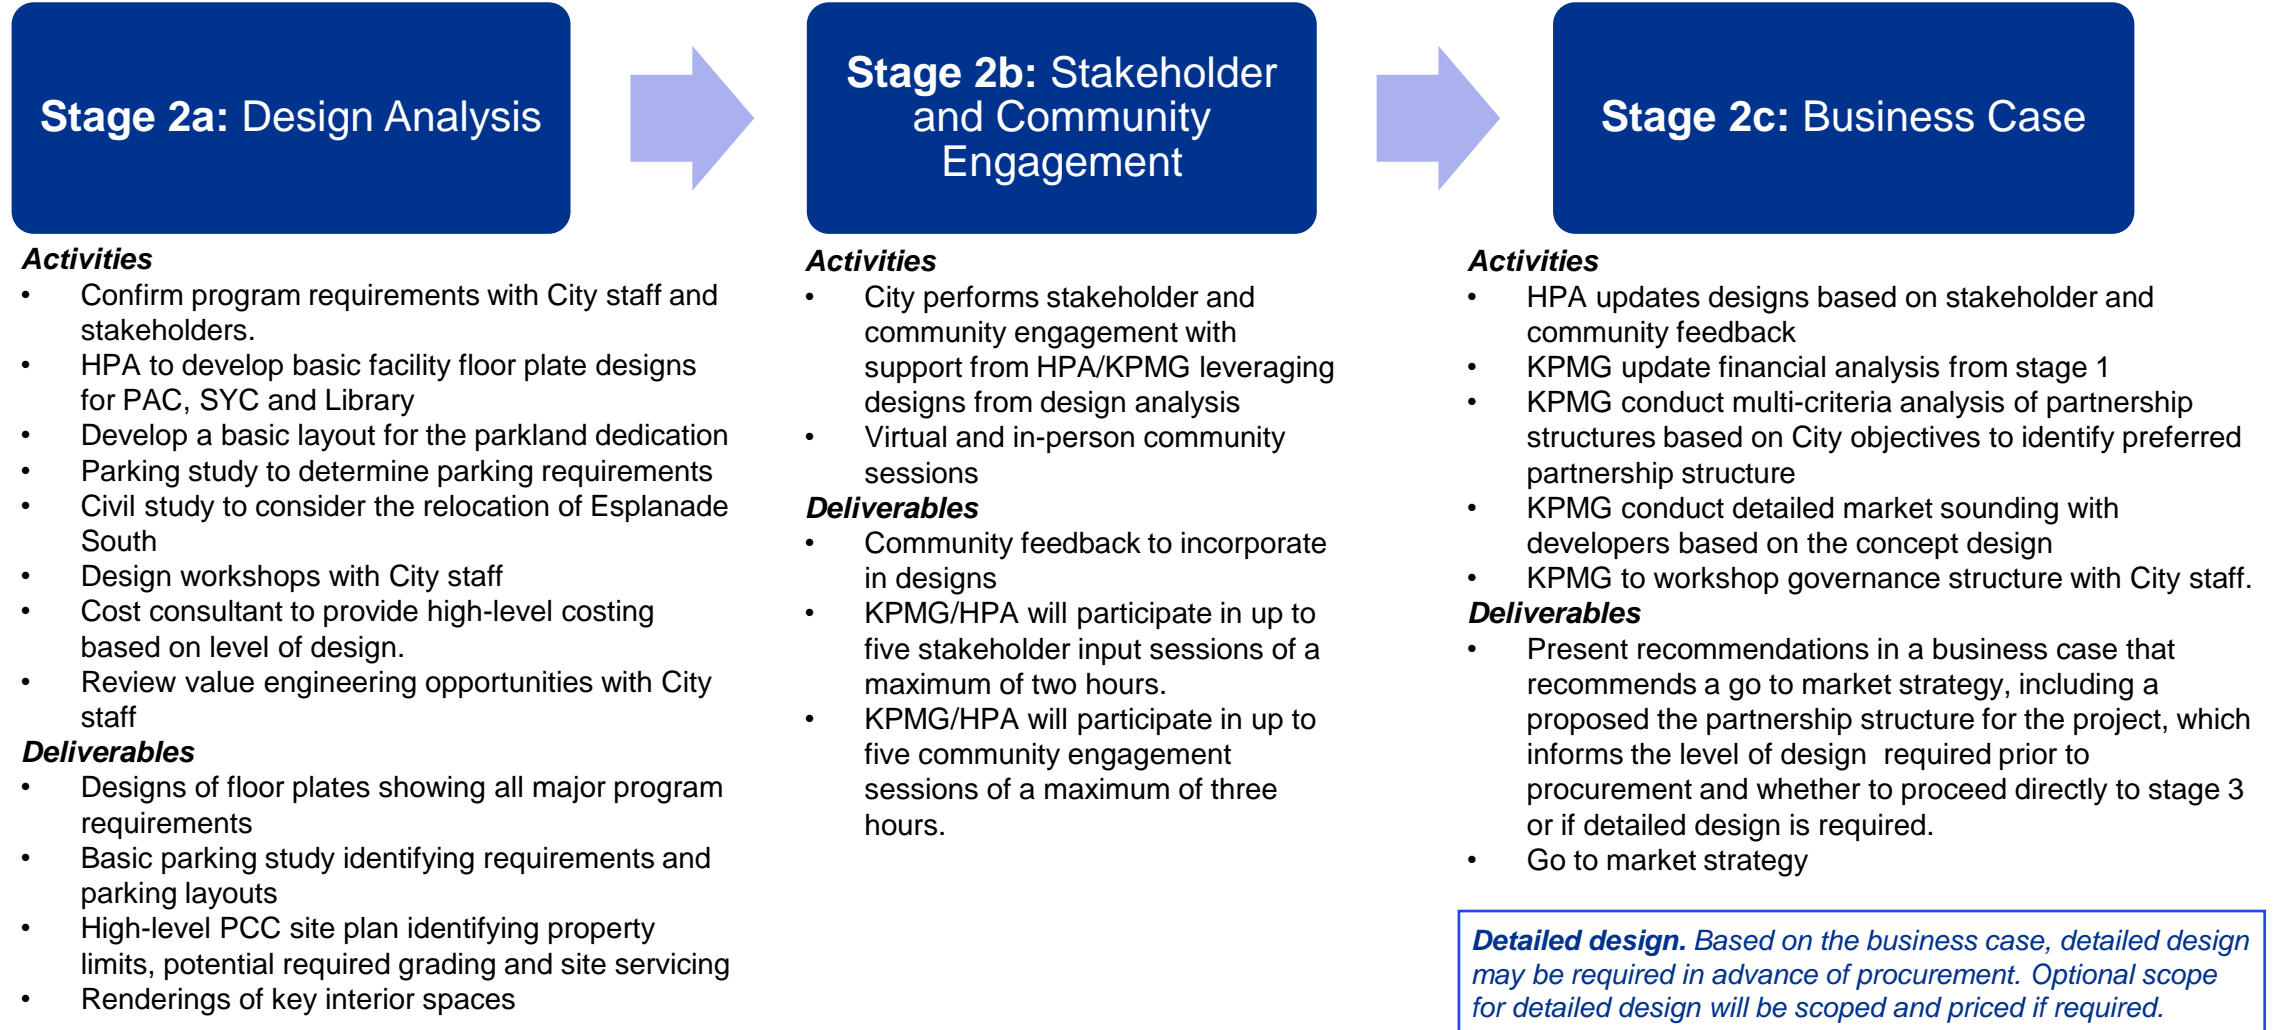 Stage 2a: Design Analysis
Stage 2b: Stakeholder
and Community
Engagement
Stage 2c: Business Case
Activities
• Confirm program requirements with City staff and
stakeholders.
• HPA to develop basic facility floor plate designs
for PAC, SYC and Library
• Develop a basic layout for the parkland dedication
• Parking study to determine parking requirements
• Civil study to consider the relocation of Esplanade
South
• Design workshops with City staff
• Cost consultant to provide high-level costing
based on level of design.
• Review value engineering opportunities with City
staff
Deliverables
• Designs of floor plates showing all major program
requirements
• Basic parking study identifying requirements and
parking layouts
• High-level PCC site plan identifying property
limits, potential required grading and site servicing
• Renderings of key interior spaces
Activities
• City performs stakeholder and
community engagement with
support from HPA/KPMG leveraging
designs from design analysis
• Virtual and in-person community
sessions
Deliverables
• Community feedback to incorporate
in designs
• KPMG/HPA will participate in up to
five stakeholder input sessions of a
maximum of two hours.
• KPMG/HPA will participate in up to
five community engagement
sessions of a maximum of three
hours.
Activities
• HPA updates designs based on stakeholder and
community feedback
• KPMG update financial analysis from stage 1
• KPMG conduct multi-criteria analysis of partnership
structures based on City objectives to identify preferred
partnership structure
• KPMG conduct detailed market sounding with
developers based on the concept design
• KPMG to workshop governance structure with City staff.
Deliverables
• Present recommendations in a business case that
recommends a go to market strategy, including a
proposed the partnership structure for the project, which
informs the level of design required prior to
procurement and whether to proceed directly to stage 3
or if detailed design is required.
• Go to market strategy
Detailed design. Based on the business case, detailed design
may be required in advance of procurement. Optional scope
for detailed design will be scoped and priced if required.